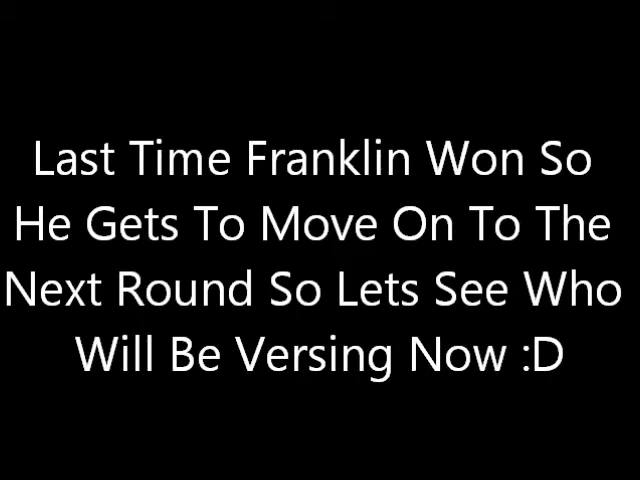 Last Time Franklin Won So
He Gets To Move On To The
Next Round So Lets See Who
Will Be Versing Now :D